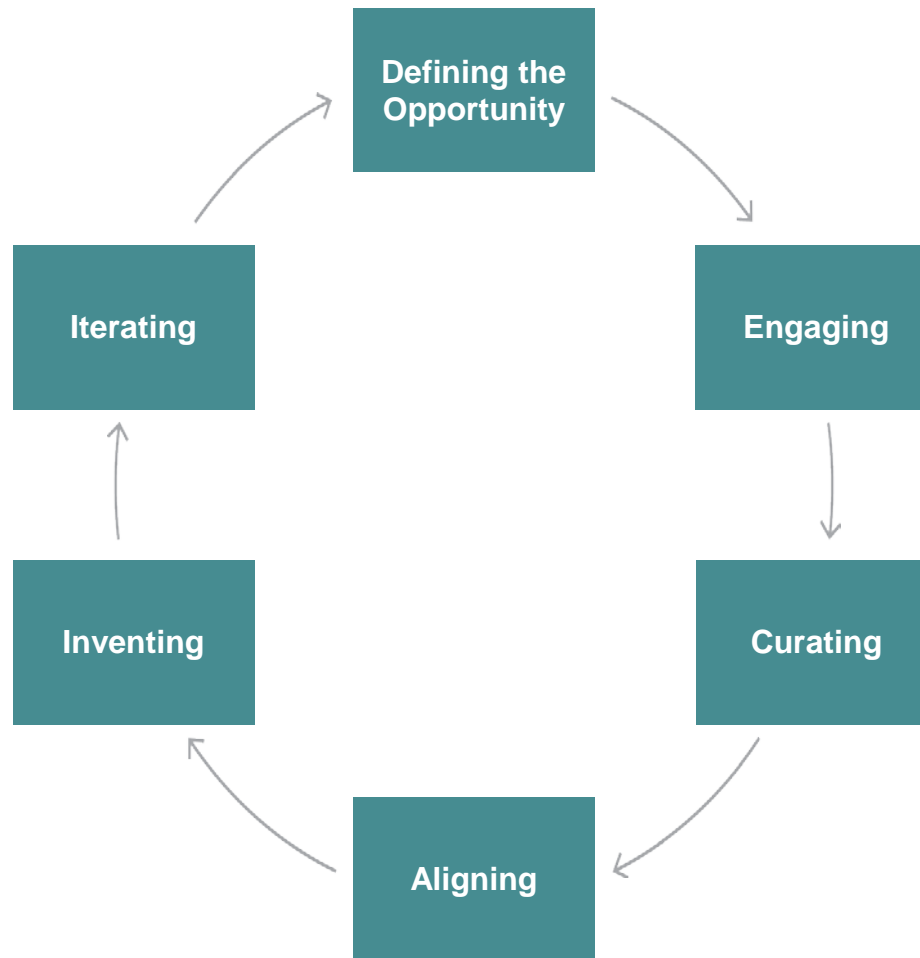 Defining the
Opportunity
Iterating
Engaging
Inventing
Curating
Aligning